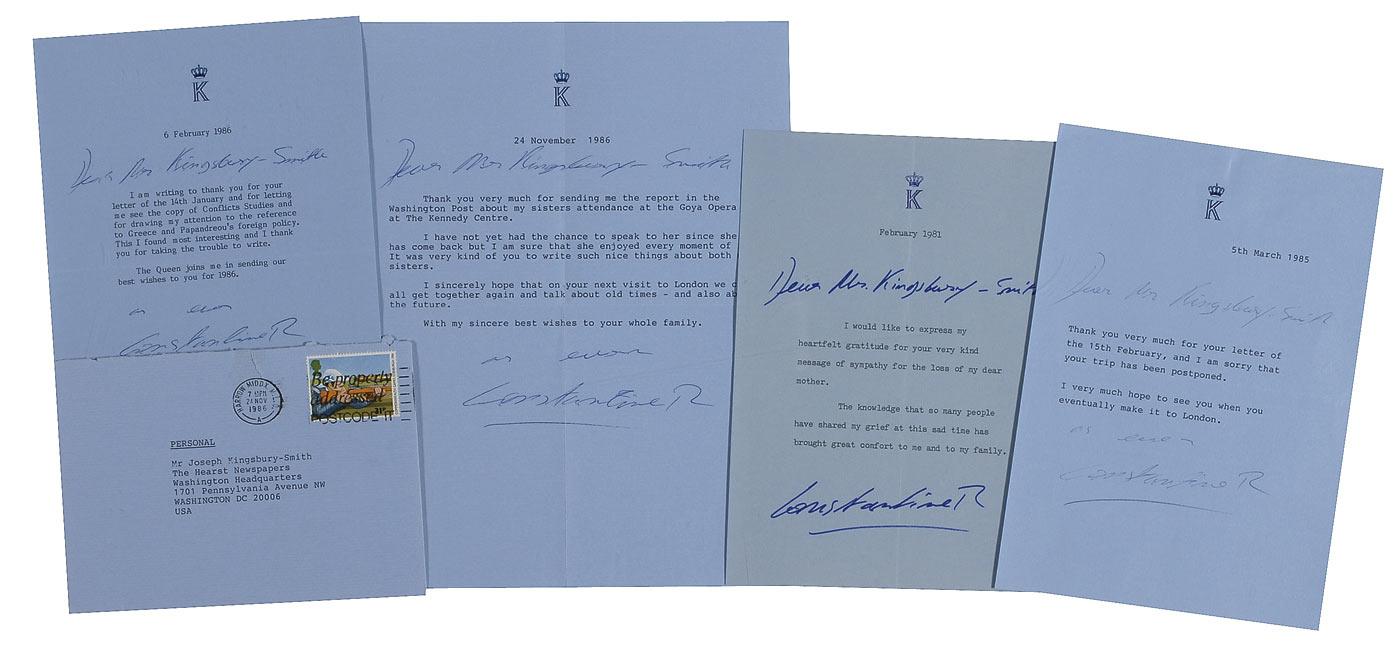 K
6 February 1986
Dear Mr. Kingsbury-Smith
I am writing to thank you for your
letter of the 14th January and for letting
me see the copy of Conflicts Studies and
for drawing my attention to the reference
to Greece and Papandreou's foreign policy.
This I found most interesting and I thank
you for taking the trouble to write.
The Queen joins me in sending our
best wishes to you for 1986.
as ever
Constantine R
HARROW MIDDX
7 PM
24 NOV
1986
A
Be properly
addressed
POSTCODE IT
PERSONAL
Mr Joseph Kingsbury-Smith
The Hearst Newspapers
Washington Headquarters
1701 Pennsylvania Avenue NW
WASHINGTON DC 20006
USA
K
24 November 1986
Dear Mr. Kingsbury-Smith
Thank you very much for sending me the report in the
Washington Post about my sisters attendance at the Goya Opera
at The Kennedy Centre.
I have not yet had the chance to speak to her since she
has come back but I am sure that she enjoyed every moment of
It was very kind of you to write such nice things about both
sisters.
I sincerely hope that on your next visit to London we
all get together again and talk about old times - and also
the future.
With my sincere best wishes to your whole family.
as ever
Constantine R
K
February 1981
Dear Mr. Kingsbury-Smith
I would like to express my
heartfelt gratitude for your very kind
message of sympathy for the loss of my dear
mother.
The knowledge that so many people
have shared my grief at this sad time has
brought great comfort to me and to my family.
Constantine R
K
5th March 1985
Dear Mr Kingsbury-Smith
Thank you very much for your letter of
the 15th February, and I am sorry that
your trip has been postponed.
I very much hope to see you when you
eventually make it to London.
as ever
Constantine R